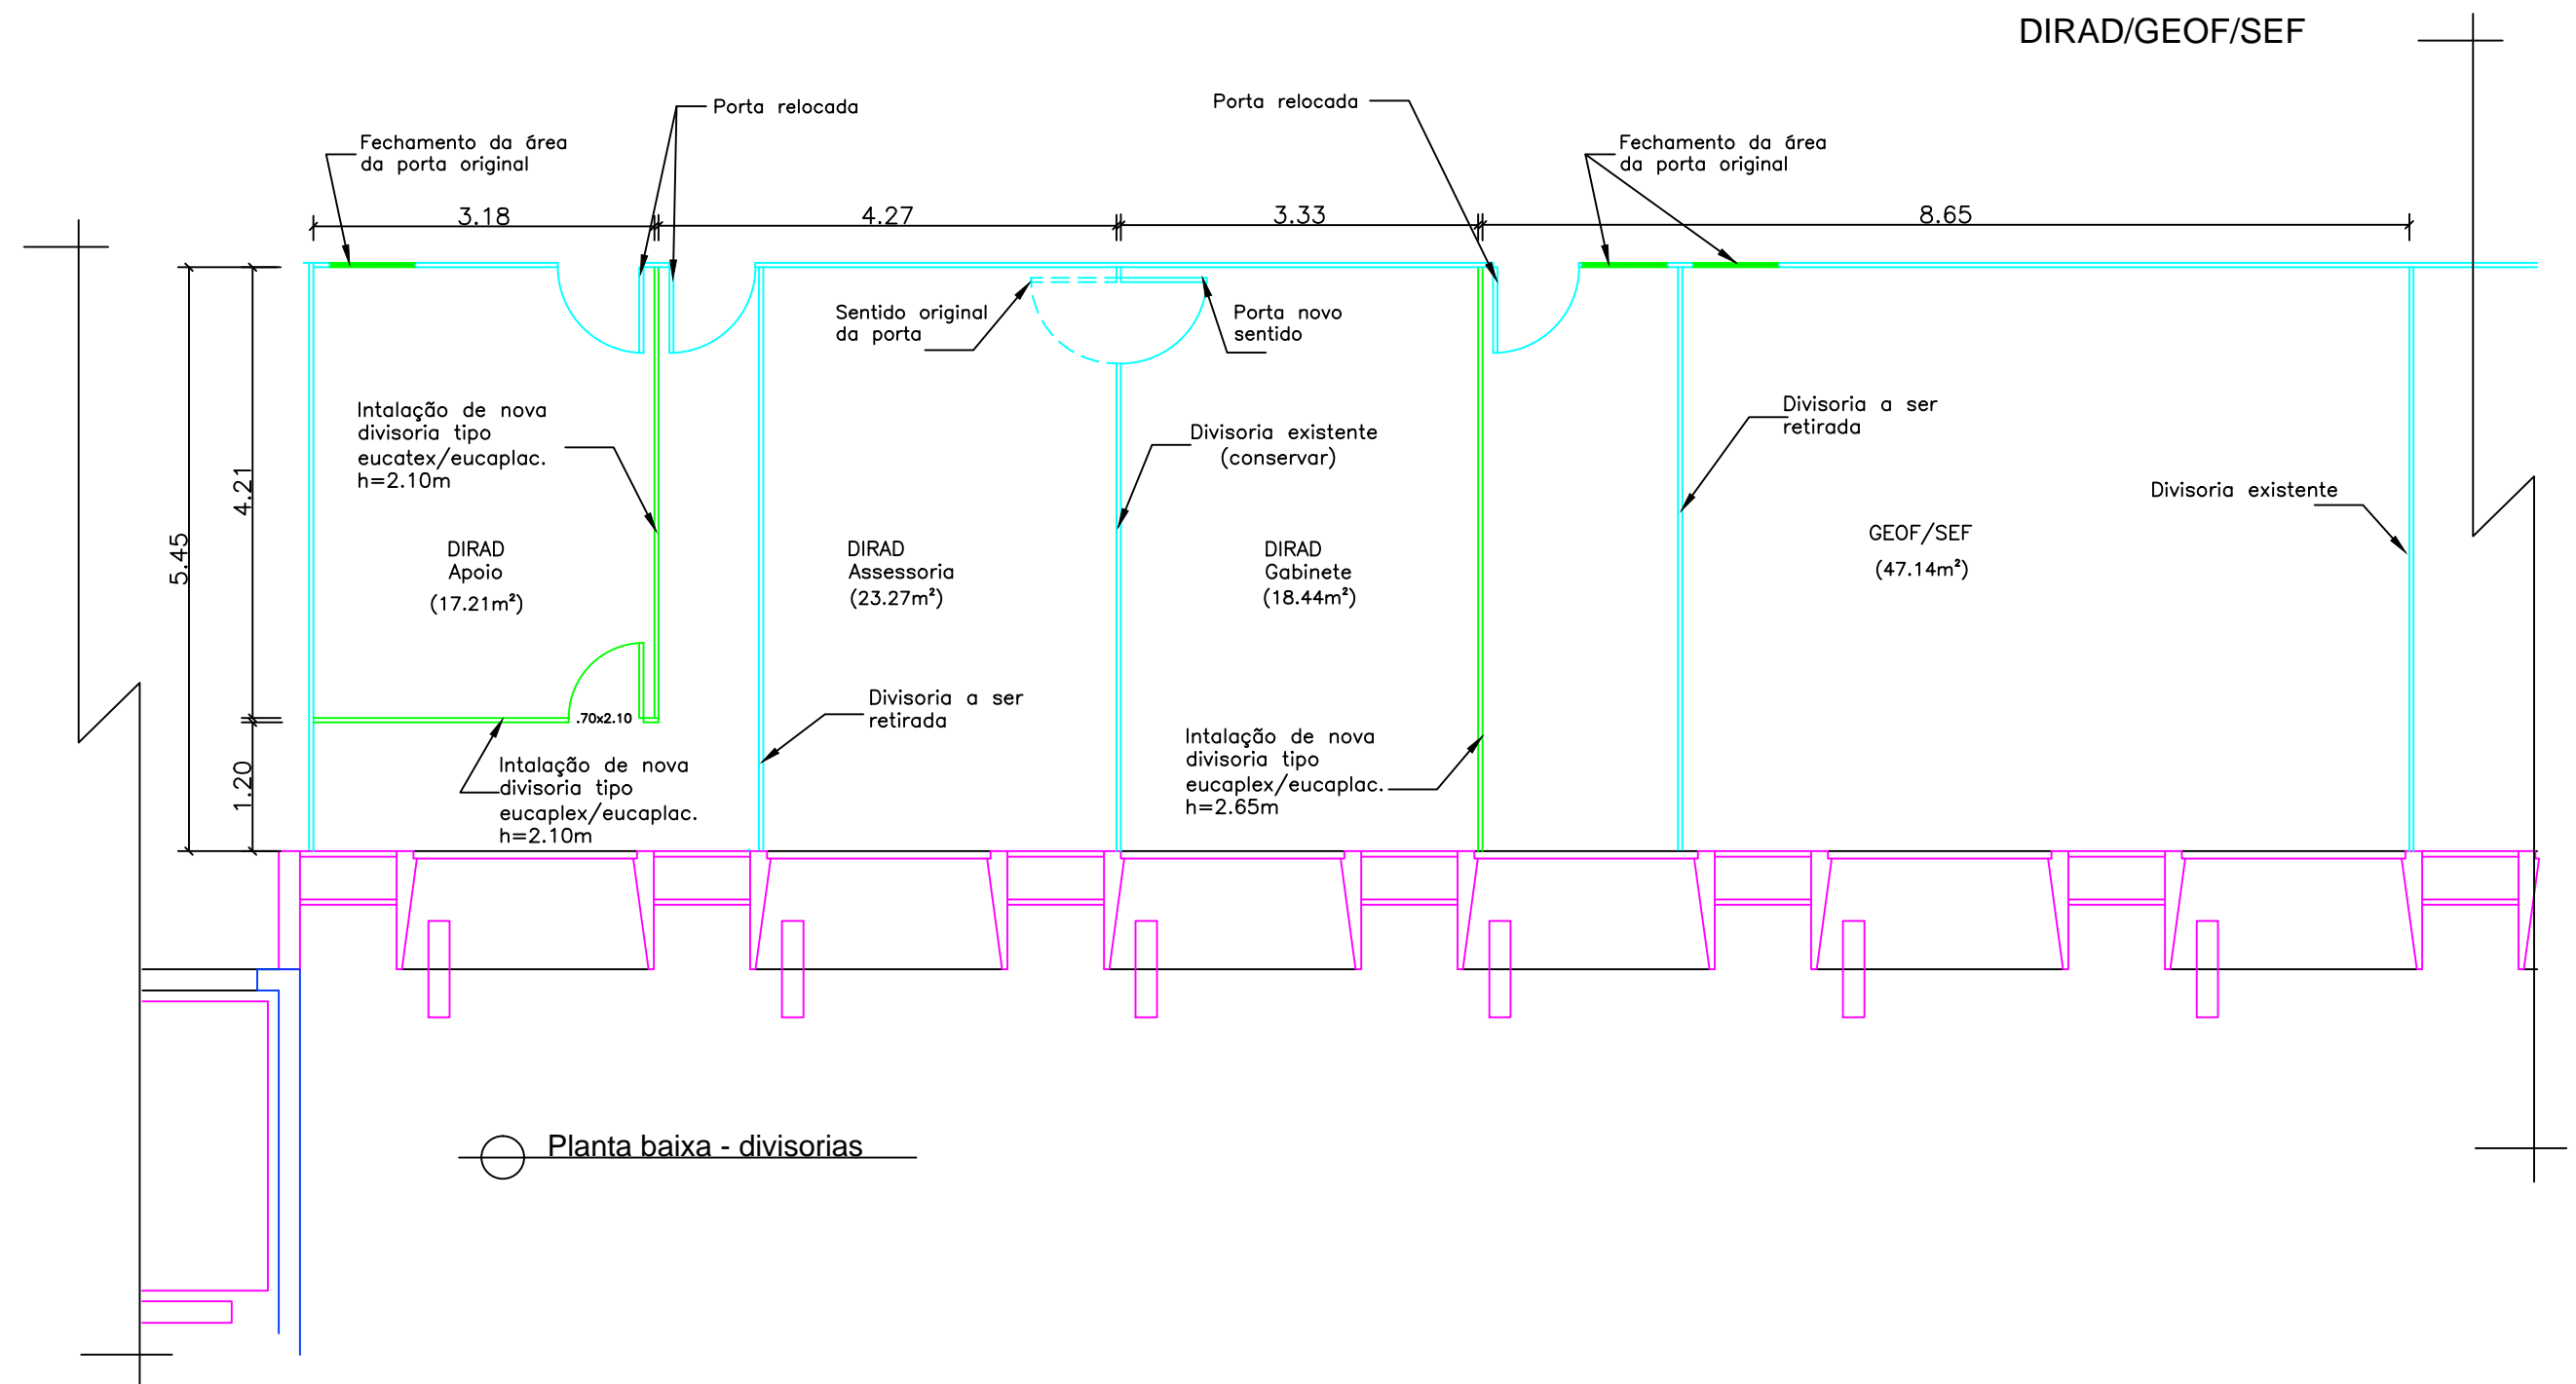 DIRAD/GEOF/SEF
Porta relocada
Porta relocada
Fechamento da área
da porta original
Fechamento da área
da porta original
3.18
4.27
3.33
8.65
Sentido original
da porta
Porta novo
sentido
Intalação de nova
divisoria tipo
eucatex/eucaplac.
h=2.10m
Divisoria existente
(conservar)
Divisoria a ser
retirada
Divisoria existente
4.21
5.45
1.20
DIRAD
Apoio
(17.21m²)
DIRAD
Assessoria
(23.27m²)
DIRAD
Gabinete
(18.44m²)
GEOF/SEF
(47.14m²)
.70x2.10
Divisoria a ser
retirada
Intalação de nova
divisoria tipo
eucaplex/eucaplac.
h=2.10m
Intalação de nova
divisoria tipo
eucaplex/eucaplac.
h=2.65m
Planta baixa - divisorias